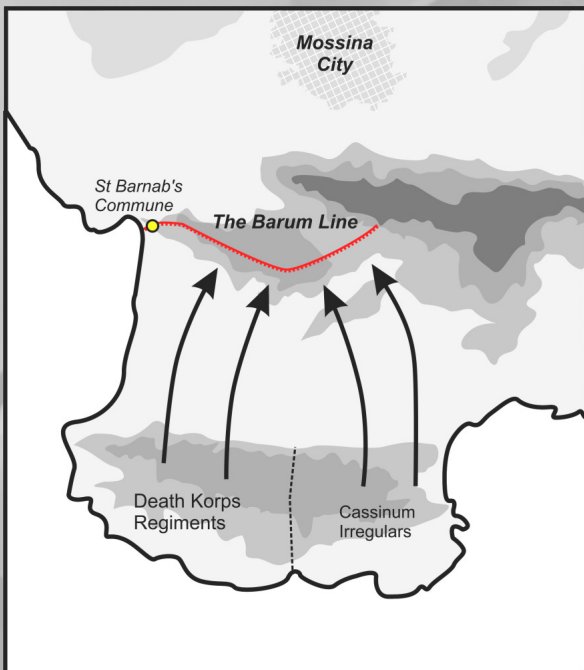 Mossina
City
St Barnab's
Commune
The Barum Line
Death Korps
Regiments
Cassinum
Irregulars